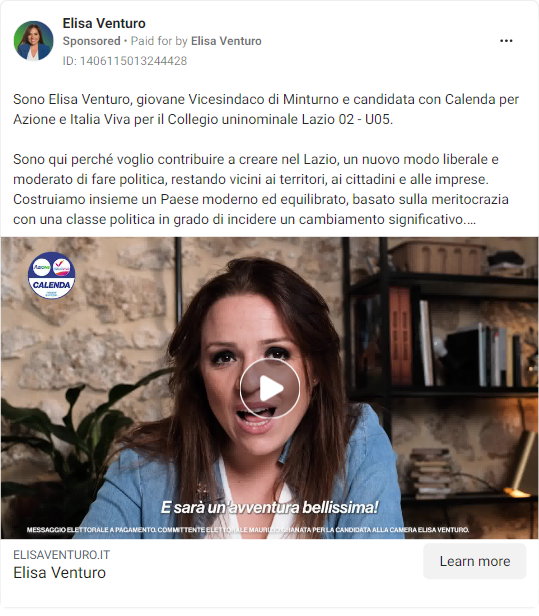 Elisa Venturo
Sponsored • Paid for by Elisa Venturo
ID: 1406115013244428
Sono Elisa Venturo, giovane Vicesindaco di Minturno e candidata con Calenda per
Azione e Italia Viva per il Collegio uninominale Lazio 02 - U05.
Sono qui perché voglio contribuire a creare nel Lazio, un nuovo modo liberale e
moderato di fare politica, restando vicini ai territori, ai cittadini e alle imprese.
Costruiamo insieme un Paese moderno ed equilibrato, basato sulla meritocrazia
con una classe politica in grado di incidere un cambiamento significativo....
Azione
CALENDA
E sarà un'avventura bellissima!
MESSAGGIO ELETTORALE A PAGAMENTO. COMMITTENTE ELETTORALE MAURIZIO GRANATA PER LA CANDIDATA ALLA CAMERA ELISA VENTURO.
ELISAVENTURO.IT
Elisa Venturo
Learn more